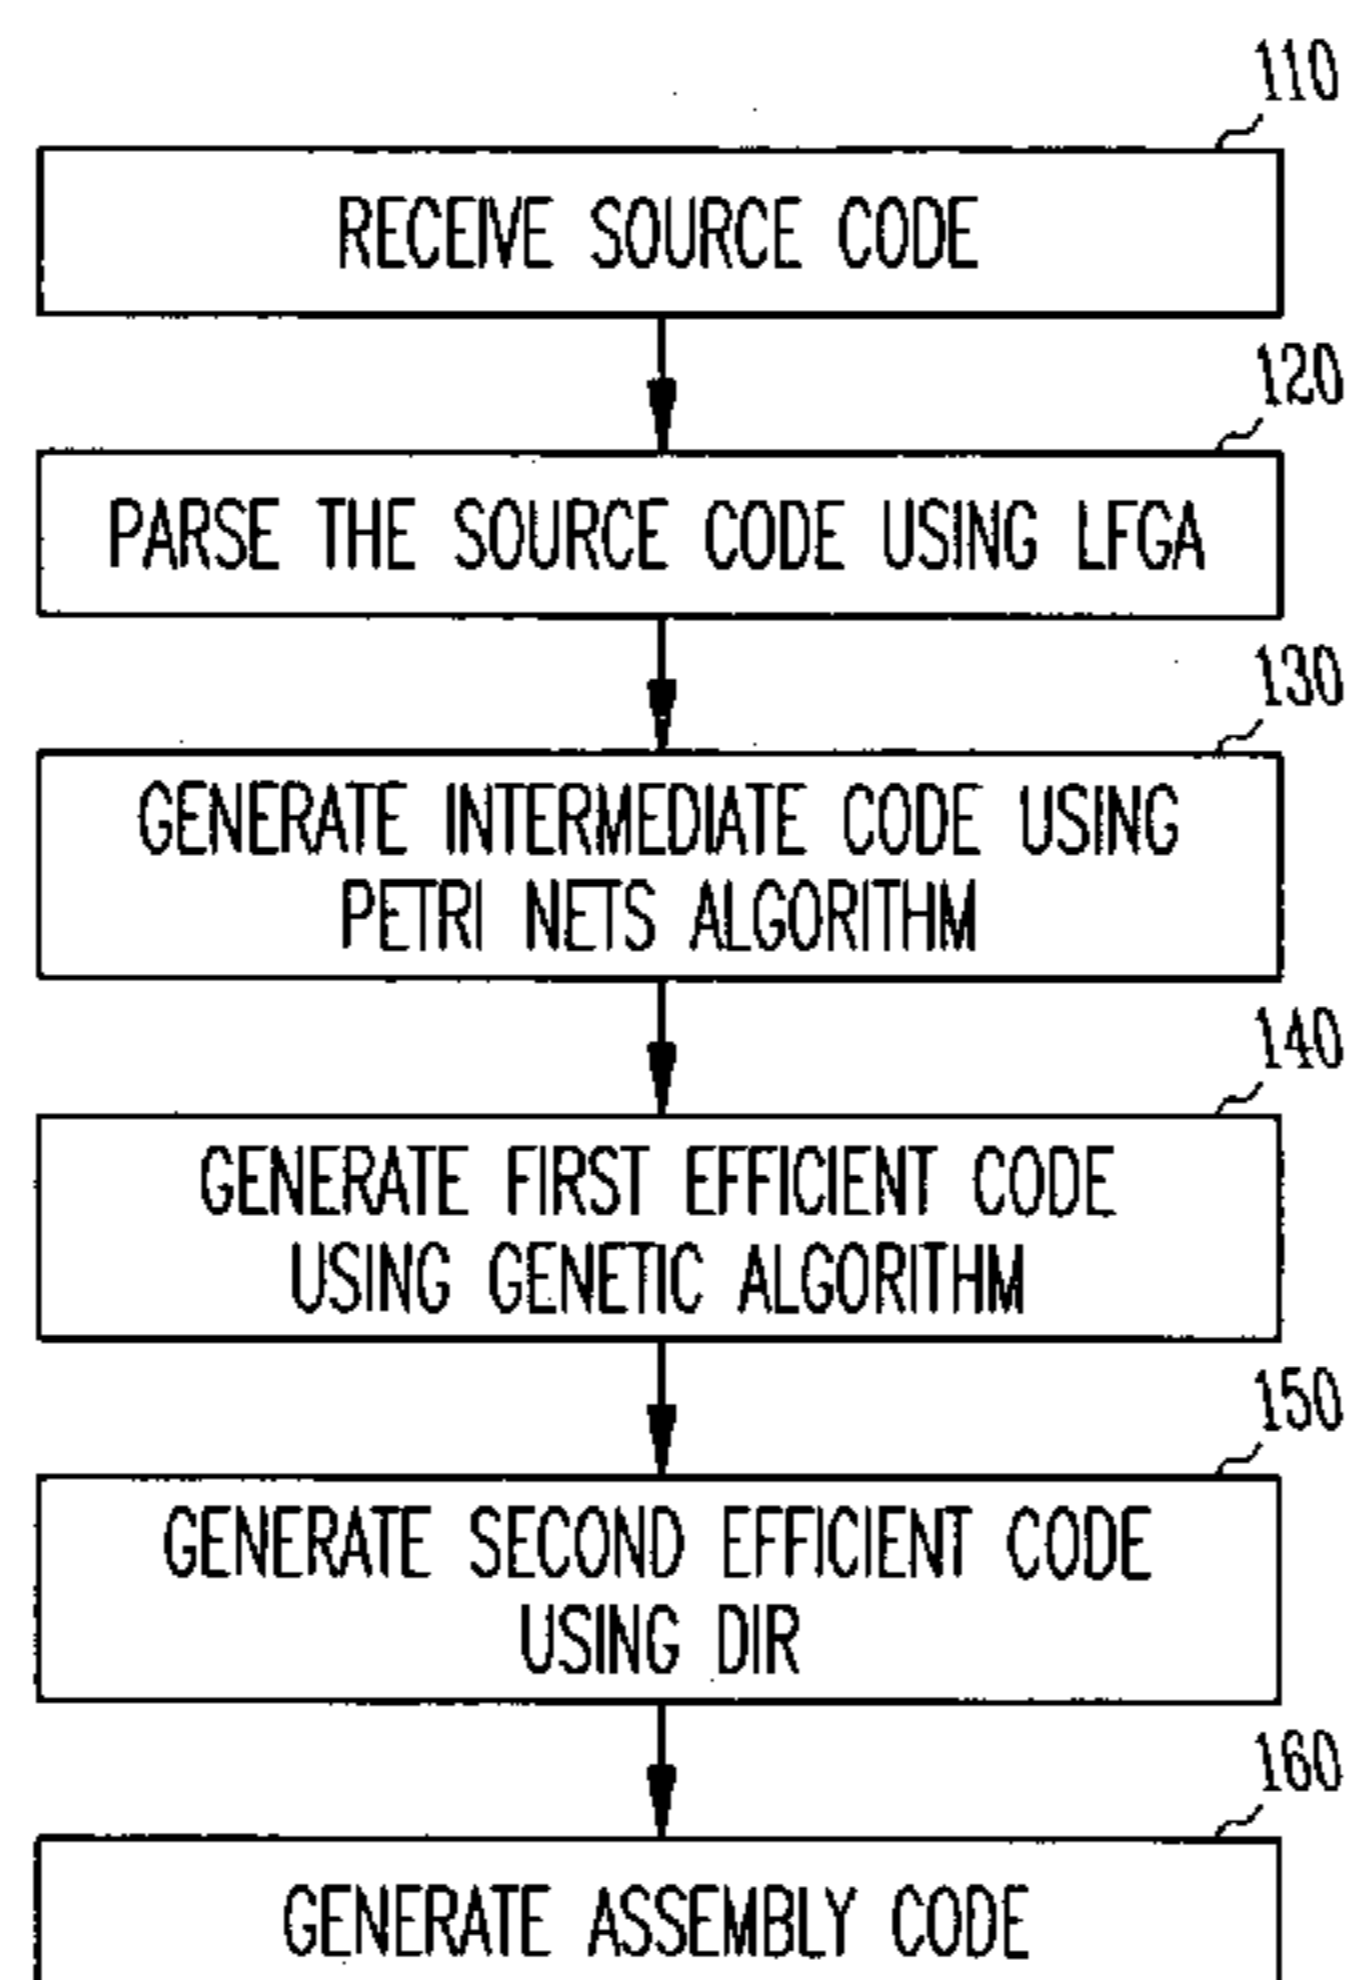 110
RECEIVE SOURCE CODE
120
PARSE THE SOURCE CODE USING LFGA
130
GENERATE INTERMEDIATE CODE USING
PETRI NETS ALGORITHM
140
GENERATE FIRST EFFICIENT CODE
USING GENETIC ALGORITHM
150
GENERATE SECOND EFFICIENT CODE
USING DIR
160
GENERATE ASSEMBLY CODE